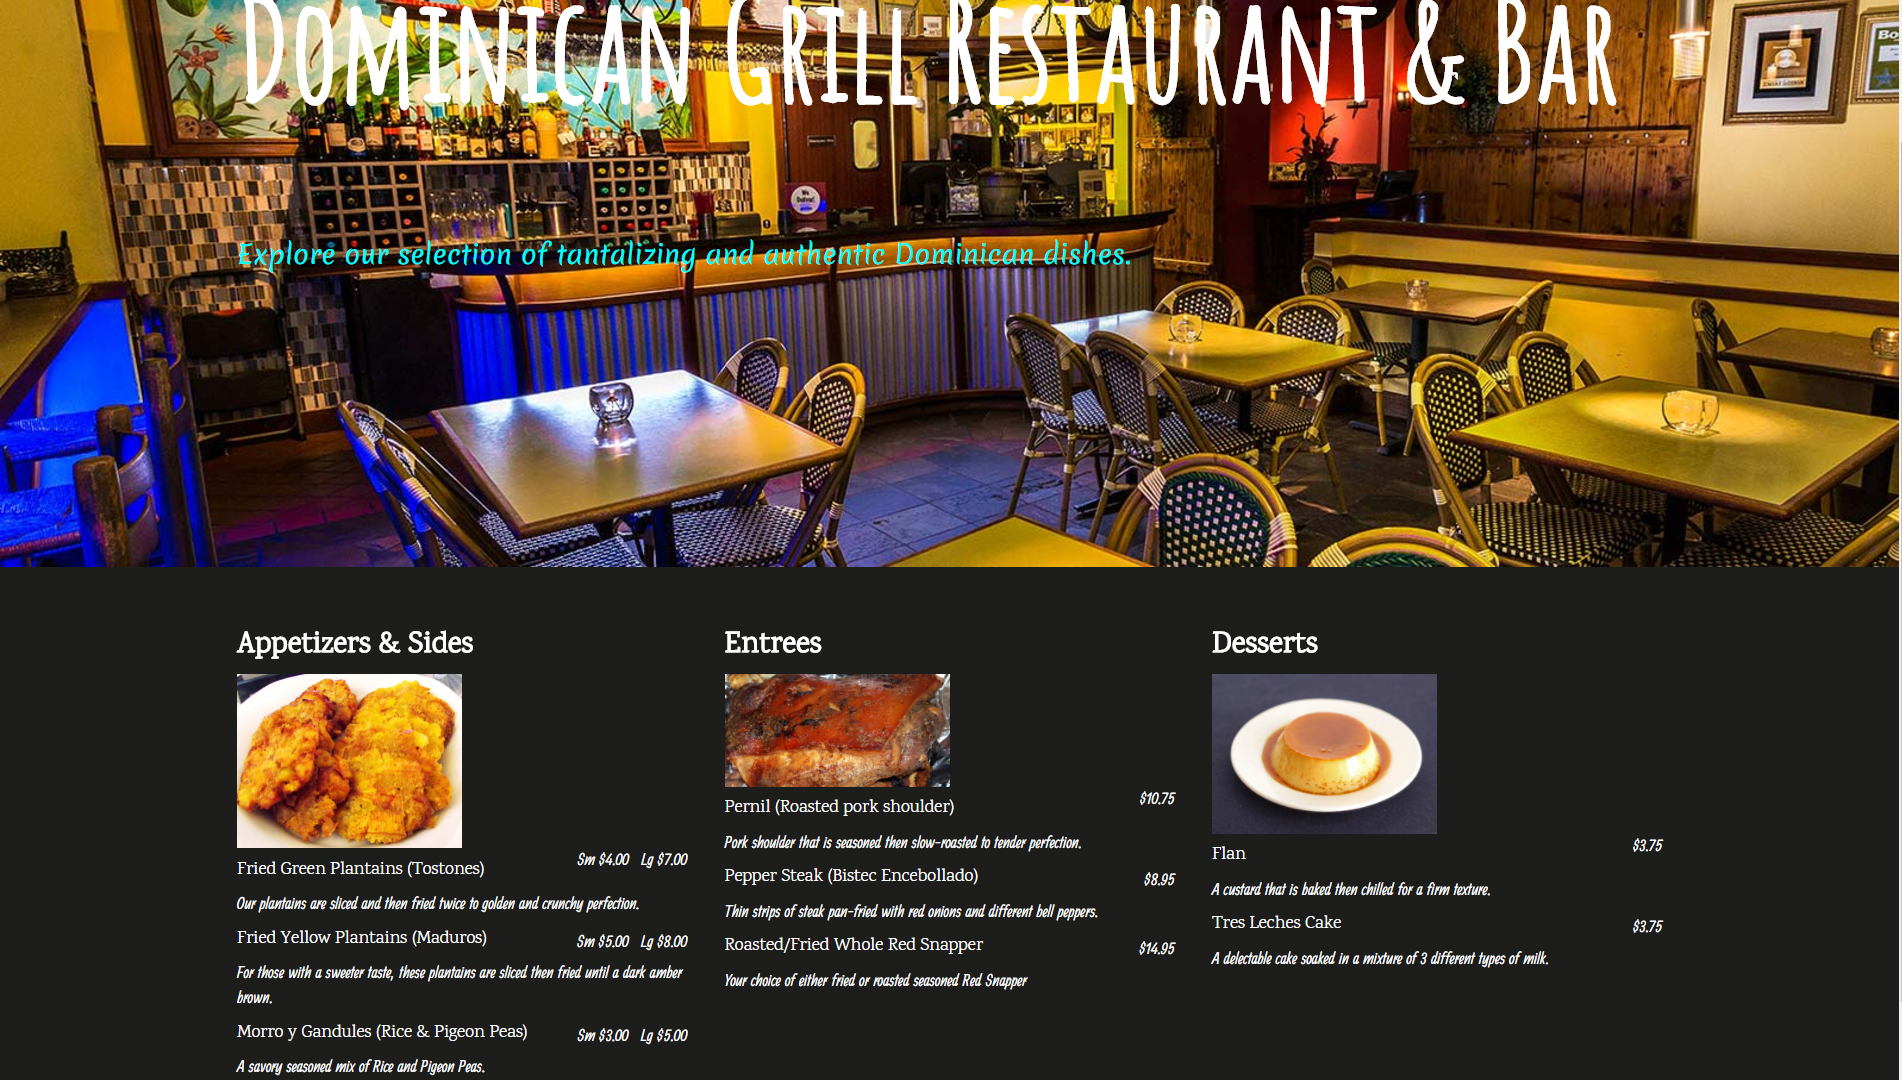 Dominican Grill Restaurant & Bar
We Deliver!
Explore our selection of tantalizing and authentic Dominican dishes.
Appetizers & Sides
Fried Green Plantains (Tostones) Sm $4.00 Lg $7.00
Our plantains are sliced and then fried twice to golden and crunchy perfection.
Fried Yellow Plantains (Maduros) Sm $5.00 Lg $8.00
For those with a sweeter taste, these plantains are sliced then fried until a dark amber
brown.
Morro y Gandules (Rice & Pigeon Peas) Sm $3.00 Lg $5.00
A savory seasoned mix of Rice and Pigeon Peas.
Entrees
Pernil (Roasted pork shoulder) $10.75
Pork shoulder that is seasoned then slow-roasted to tender perfection.
Pepper Steak (Bistec Encebollado) $8.95
Thin strips of steak pan-fried with red onions and different bell peppers.
Roasted/Fried Whole Red Snapper $14.95
Your choice of either fried or roasted seasoned Red Snapper
Desserts
Flan $3.75
A custard that is baked then chilled for a firm texture.
Tres Leches Cake $3.75
A delectable cake soaked in a mixture of 3 different types of milk.